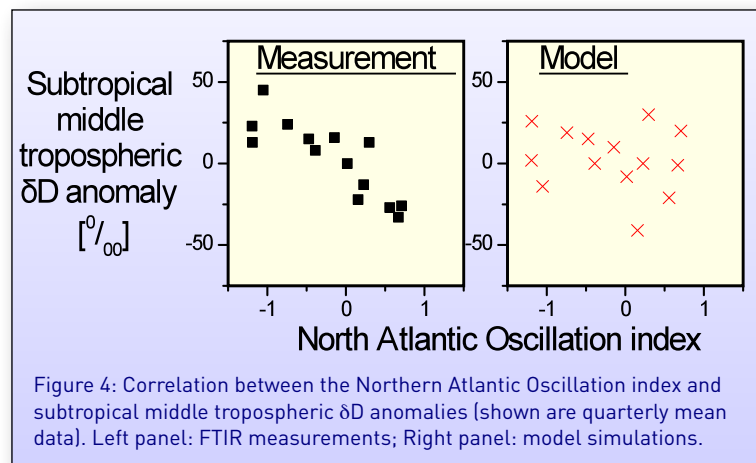 Subtropical
middle
tropospheric
δD anomaly
[⁰/₀₀]
Measurement
Model
50
0
-50
50
0
-50
-1
0
1
-1
0
1
North Atlantic Oscillation index
Figure 4: Correlation between the Northern Atlantic Oscillation index and
subtropical middle tropospheric δD anomalies (shown are quarterly mean
data). Left panel: FTIR measurements; Right panel: model simulations.